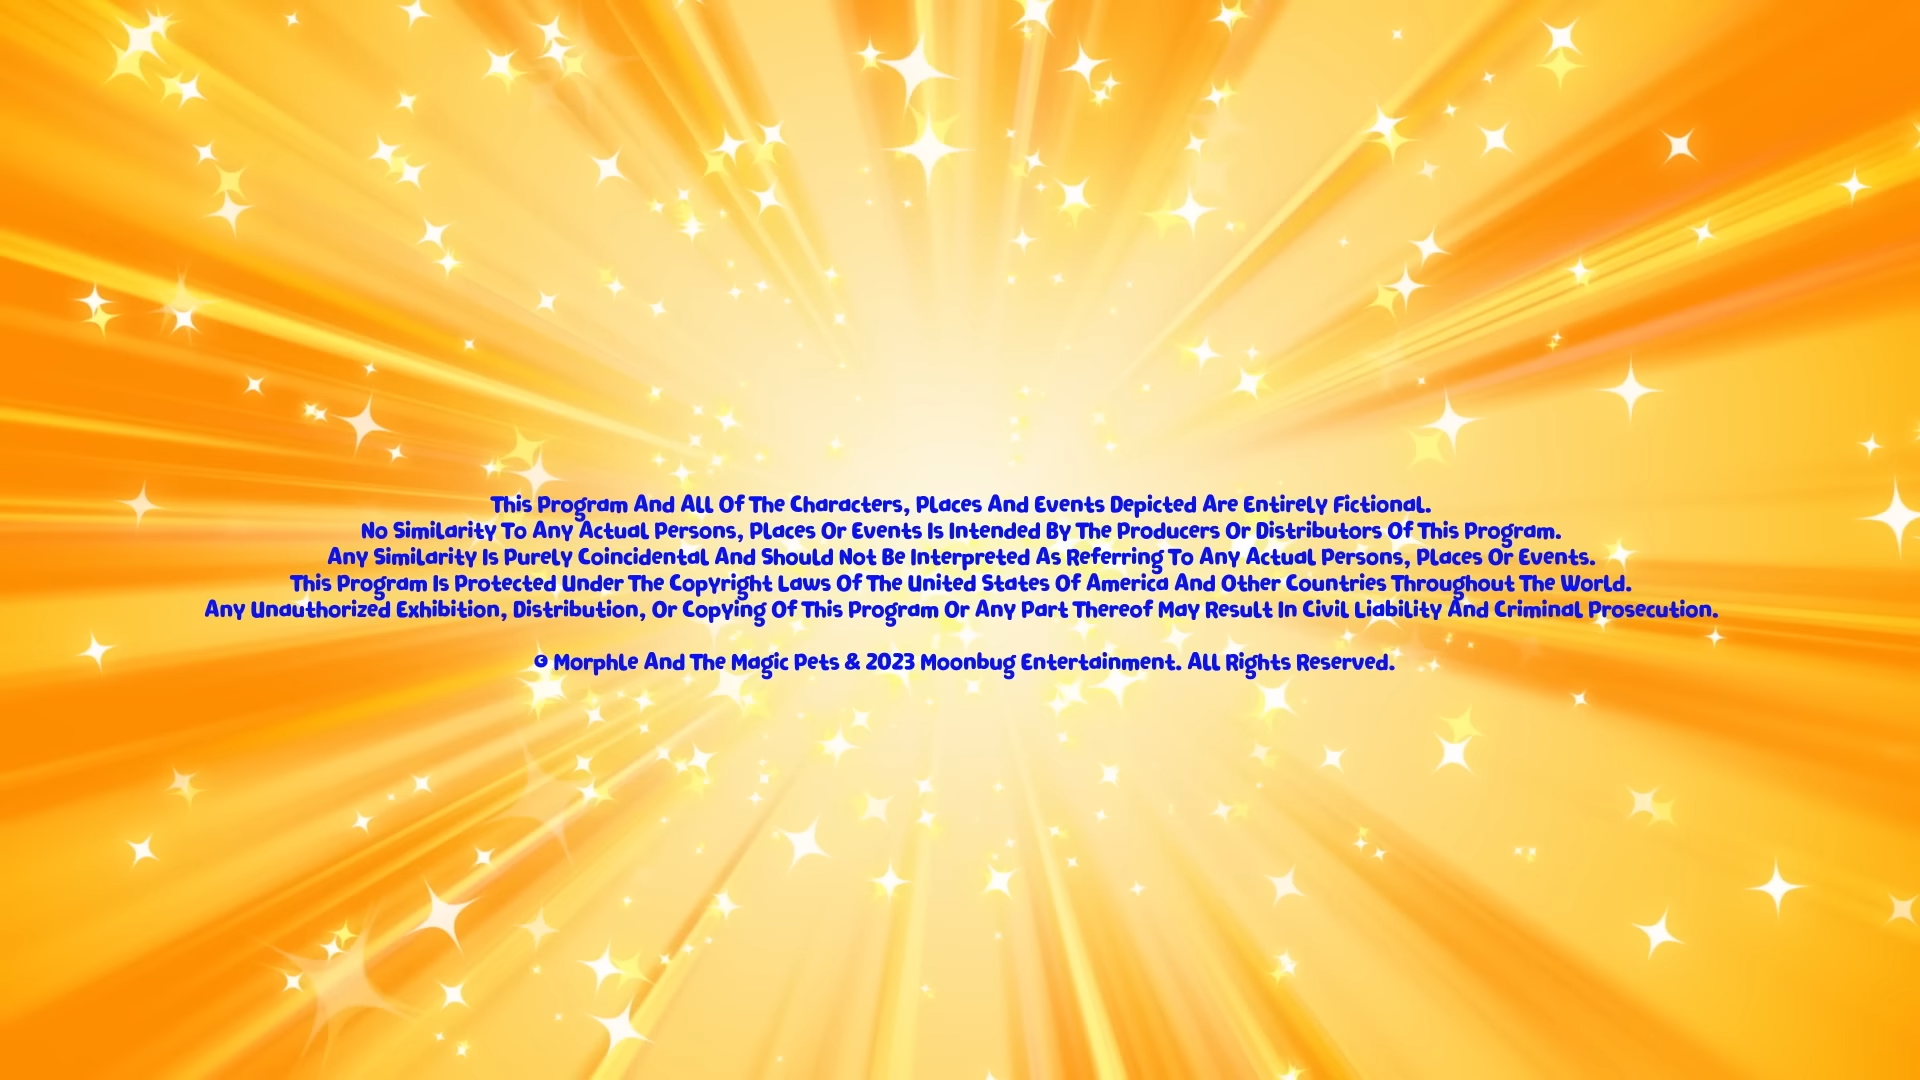 This Program And All Of The Characters, Places And Events Depicted Are Entirely Fictional.
No Similarity To Any Actual Persons, Places Or Events Is Intended By The Producers Or Distributors Of This Program.
Any Similarity Is Purely Coincidental And Should Not Be Interpreted As Referring To Any Actual Persons, Places Or Events.
This Program Is Protected Under The Copyright Laws Of The United States Of America And Other Countries Throughout The World.
Any Unauthorized Exhibition, Distribution, Or Copying Of This Program Or Any Part Thereof May Result In Civil Liability And Criminal Prosecution.
© Morphle And The Magic Pets & 2023 Moonbug Entertainment. All Rights Reserved.